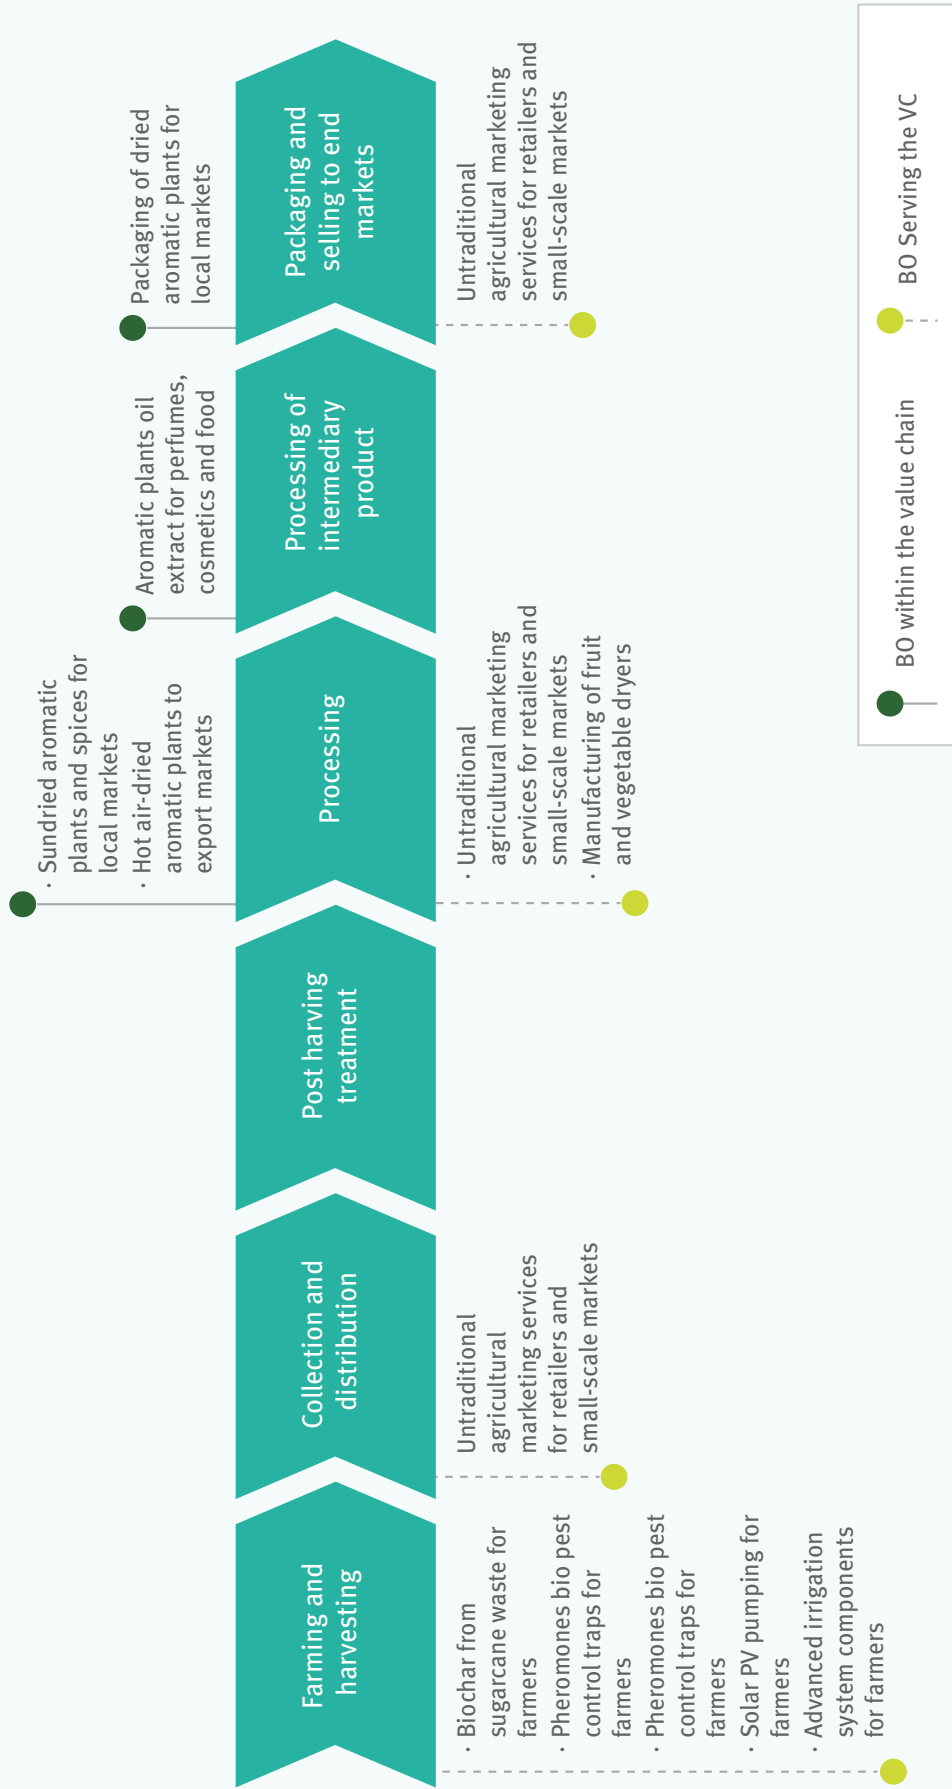 · Sundried aromatic
plants and spices for
local markets
· Hot air-dried
aromatic plants to
export markets
Aromatic plants oil
extract for perfumes,
cosmetics and food
Packaging of dried
aromatic plants for
local markets
Farming and
harvesting
Collection and
distribution
Post harving
treatment
Processing
Processing of
intermediary
product
Packaging and
selling to end
markets
· Biochar from
sugarcane waste for
farmers
· Pheromones bio pest
control traps for
farmers
· Pheromones bio pest
control traps for
farmers
· Solar PV pumping for
farmers
· Advanced irrigation
system components
for farmers
Untraditional
agricultural
marketing services
for retailers and
small-scale markets
· Untraditional
agricultural marketing
services for retailers and
small-scale markets
· Manufacturing of fruit
and vegetable dryers
Untraditional
agricultural marketing
services for retailers and
small-scale markets
BO within the value chain
BO Serving the VC